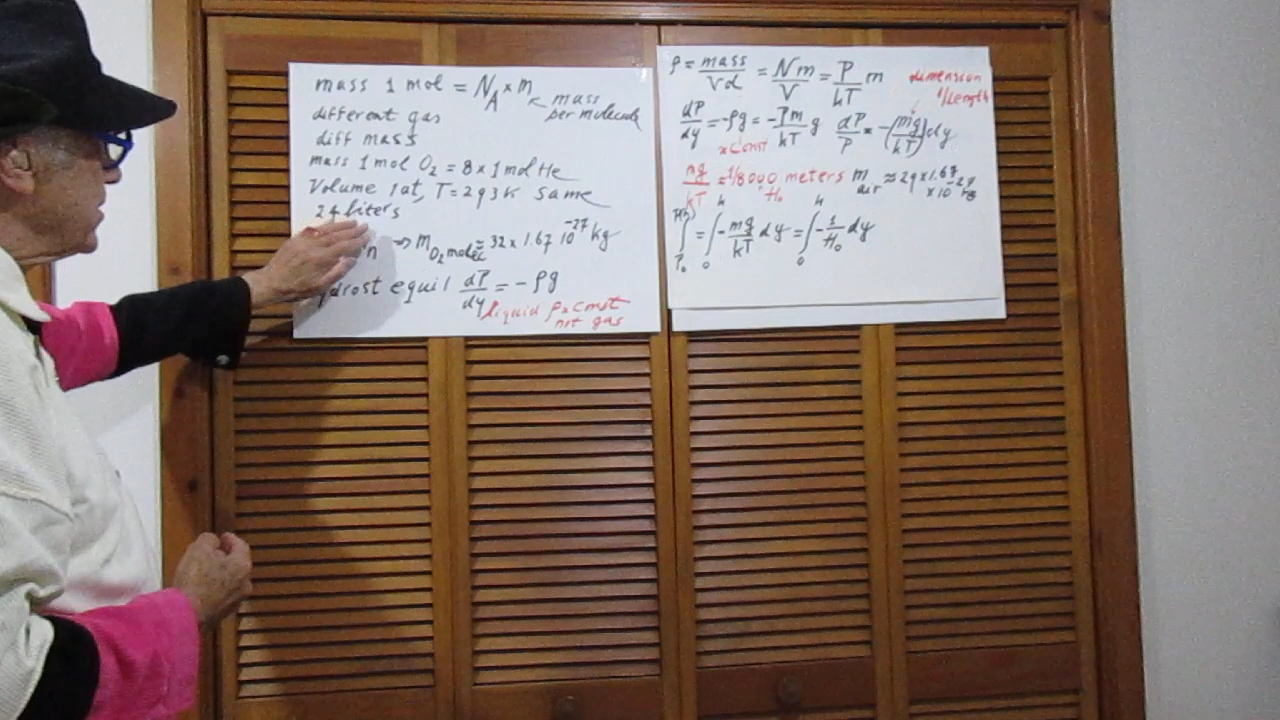 mass 1 mol = N_A × m ← mass per molecule
different gas
diff mass
mass 1 mol O₂ = 8 × 1 mol He
Volume 1 at, T = 293 K same
24 liters
⇒ m_O₂ molec = 32 × 1.67 10⁻²⁷ kg
equil dP/dy = -ρg
liquid ρ ≈ const
not gas
ρ = mass/Vol = Nm/V = P/kT m
dimension 1/Length
dP/dy = -ρg = -Pm/kT g dP/P = -(mg/kT)dy
≈ const
mg/kT = 1/8000 meters m_air ≈ 29 × 1.67 × 10⁻²⁷ kg
H₀
∫_P₀ = ∫₀^h - mg/kT dy = ∫₀^h - 1/H₀ dy